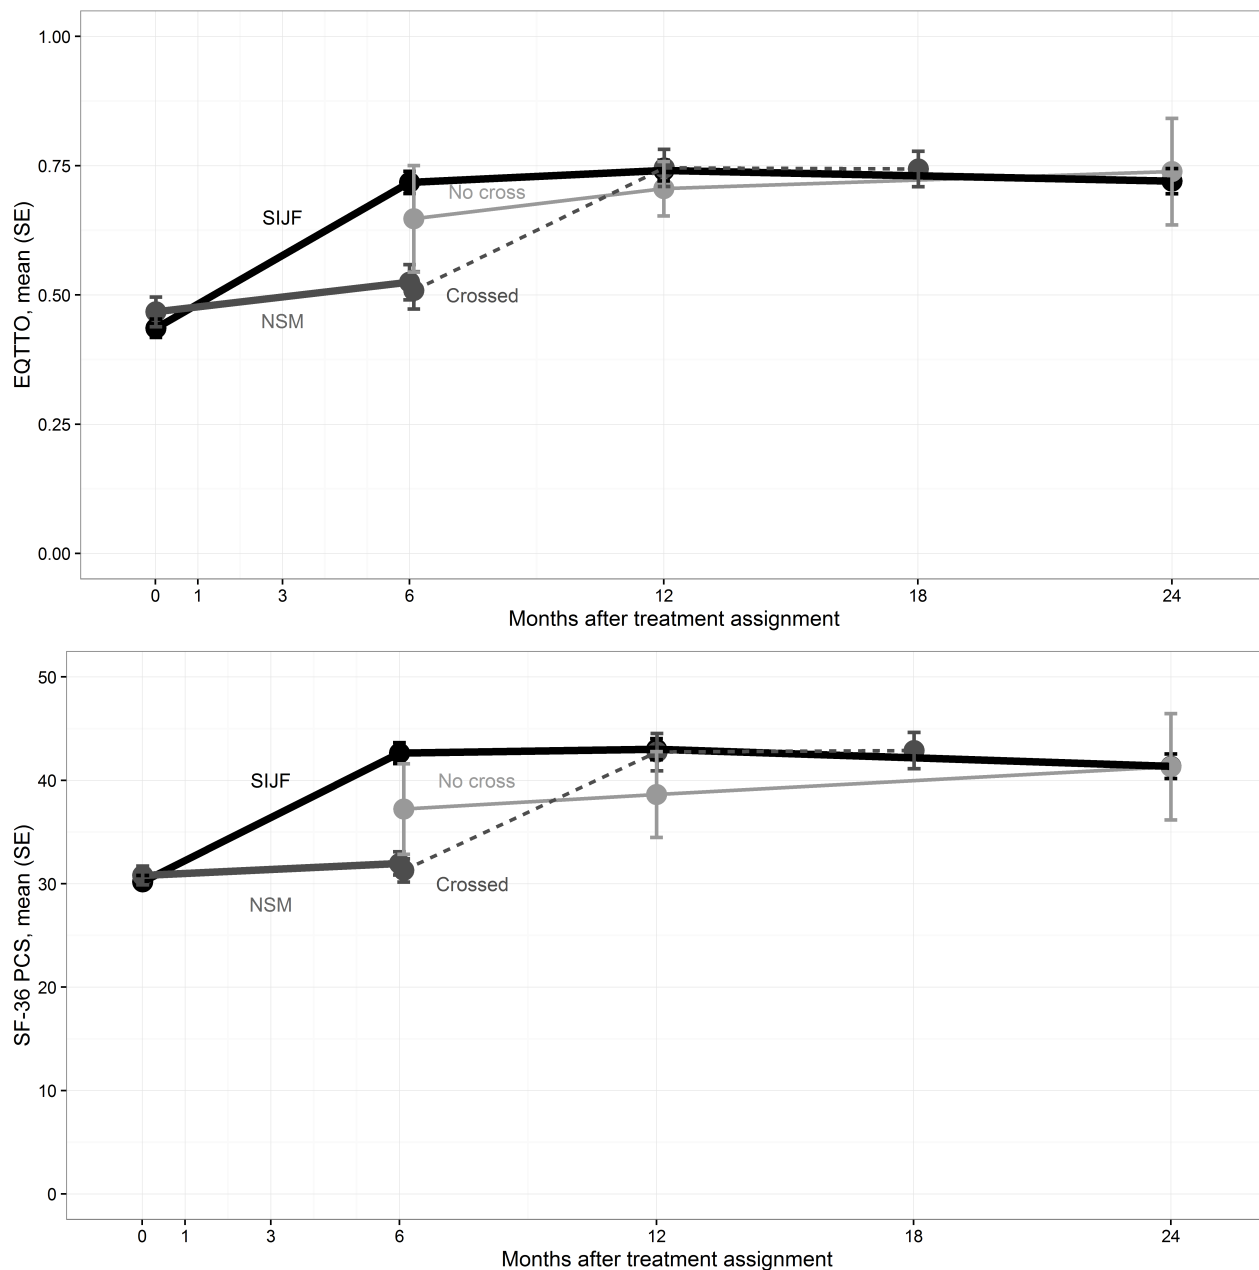 EQTTO, mean (SE)
1.00
0.75
0.50
0.25
0.00
SIJF
No cross
Crossed
NSM
0 1 3 6 12 18 24
Months after treatment assignment
SF-36 PCS, mean (SE)
50
40
30
20
10
0
SIJF
No cross
Crossed
NSM
0 1 3 6 12 18 24
Months after treatment assignment